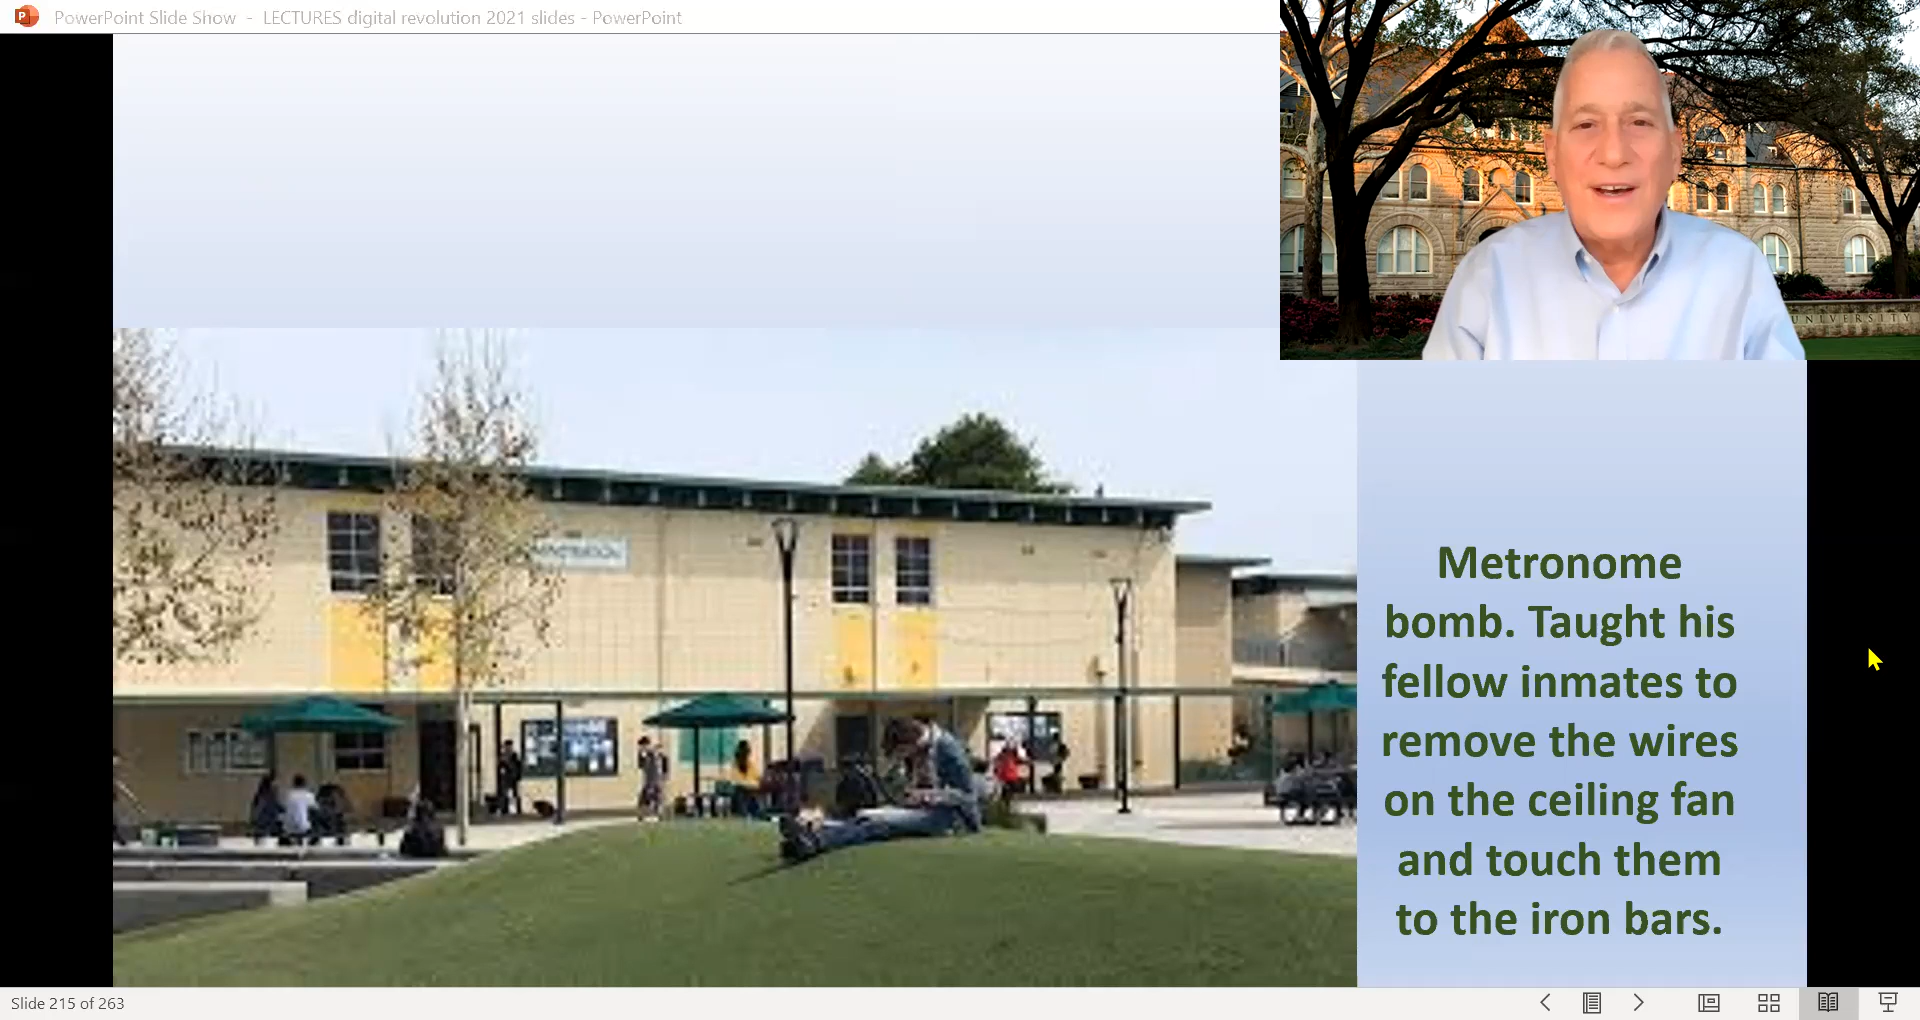 PowerPoint Slide Show - LECTURES digital revolution 2021 slides - PowerPoint
UNIVERSITY
Metronome
bomb. Taught his
fellow inmates to
remove the wires
on the ceiling fan
and touch them
to the iron bars.
Slide 215 of 263